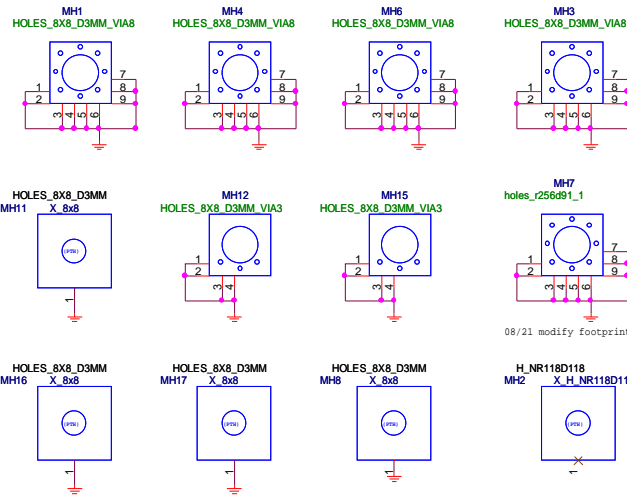 MH1
HOLES_8X8_D3MM_VIA8
1
2
3
4
5
6
7
8
9
MH4
HOLES_8X8_D3MM_VIA8
1
2
3
4
5
6
7
8
9
MH6
HOLES_8X8_D3MM_VIA8
1
2
3
4
5
6
7
8
9
MH3
HOLES_8X8_D3MM_VIA8
1
2
3
4
5
6
7
8
9
HOLES_8X8_D3MM
MH11 X_8x8
(PTH)
1
MH12
HOLES_8X8_D3MM_VIA3
1
2
3
4
MH15
HOLES_8X8_D3MM_VIA3
1
2
3
4
MH7
holes_r256d91_1
1
2
3
4
5
6
7
8
9
08/21 modify footprint
HOLES_8X8_D3MM
MH16 X_8x8
(PTH)
1
HOLES_8X8_D3MM
MH17 X_8x8
(PTH)
1
HOLES_8X8_D3MM
MH8 X_8x8
(PTH)
1
H_NR118D118
MH2 X_H_NR118D11
(PTH)
1